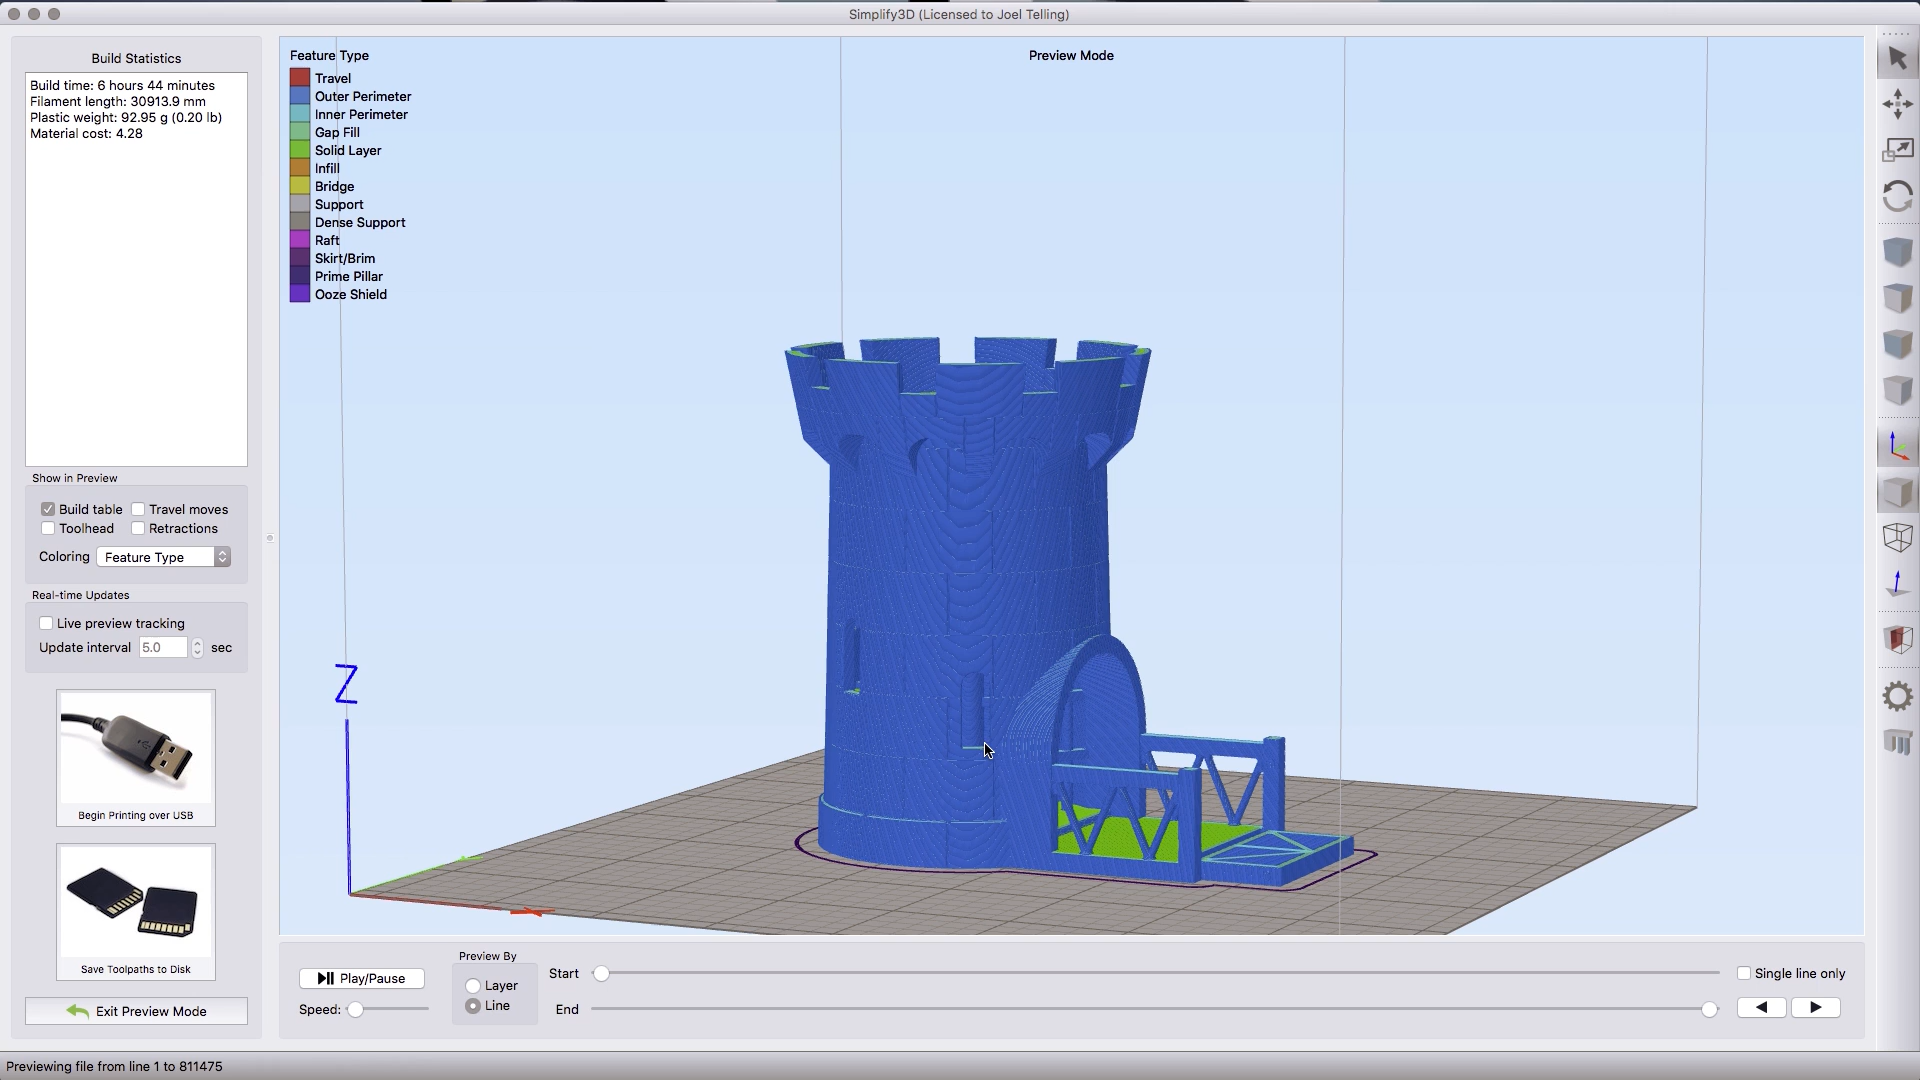 Simplify3D (Licensed to Joel Telling)
Build Statistics
Build time: 6 hours 44 minutes
Filament length: 30913.9 mm
Plastic weight: 92.95 g (0.20 lb)
Material cost: 4.28
Show in Preview
Build table
Travel moves
Toolhead
Retractions
Coloring
Feature Type
Real-time Updates
Live preview tracking
Update interval 5.0 sec
Begin Printing over USB
Save Toolpaths to Disk
Exit Preview Mode
Feature Type
Travel
Outer Perimeter
Inner Perimeter
Gap Fill
Solid Layer
Infill
Bridge
Support
Dense Support
Raft
Skirt/Brim
Prime Pillar
Ooze Shield
Preview Mode
Z
Play/Pause
Speed:
Preview By
Layer
Line
Start
End
Single line only
Previewing file from line 1 to 811475